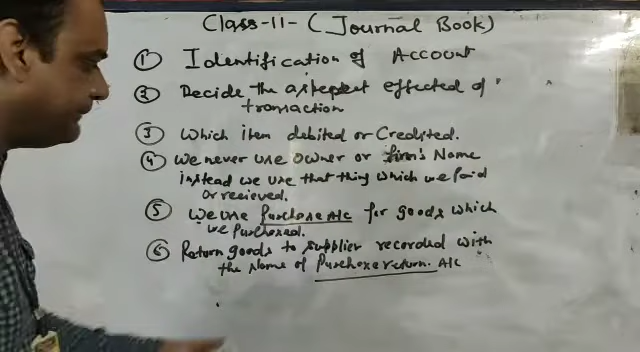 Class-11- (Journal Book)
① Identification of Account
② Decide the aspect effected of
transaction
③ Which item debited or Credited.
④ We never use owner or firm's Name
instead we use that thing which we paid
or recieved.
⑤ We use Purchase A/c for goods which
we purchased.
⑥ Return goods to supplier recorded with
the Name of Purchase return. A/c